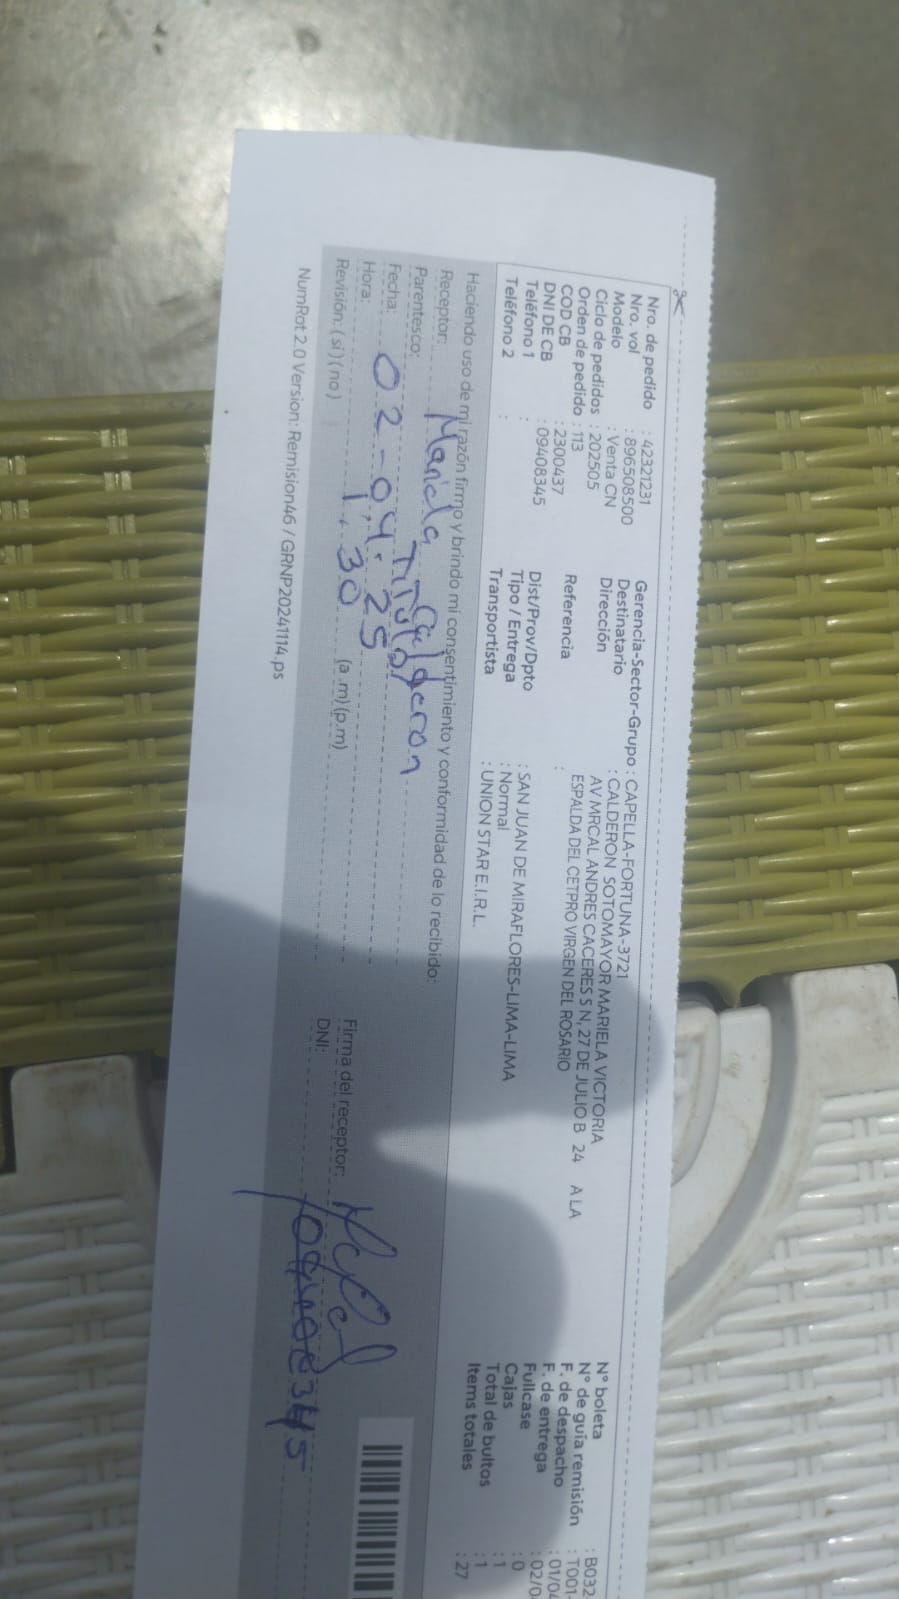 Nro. de pedido : 42321231
Nro. vol : 896508500
Modelo : Venta CN
Ciclo de pedidos : 202505
Orden de pedido : 113
COD CB : 2300437
DNI DE CB : 09408345
Teléfono 1 :
Teléfono 2 :
Gerencia-Sector-Grupo : CAPELLA-FORTUNA-3721
Destinatario : CALDERON SOTOMAYOR MARIELA VICTORIA
Dirección AV MRCAL ANDRES CACERES S N, 27 DE JULIO B 24 A LA
ESPALDA DEL CETPRO VIRGEN DEL ROSARIO
Referencia :
Dist/Prov/Dpto : SAN JUAN DE MIRAFLORES-LIMA-LIMA
Tipo / Entrega : Normal
Transportista : UNION STAR E.I.R.L.
N° boleta : B032-
N° de guía remisión : T001-
F. de despacho : 01/04
F. de entrega : 02/0
Fullcase : 0
Cajas : 1
Total de bultos : 1
Items totales : 27
Haciendo uso de mi razón firmo y brindo mi consentimiento y conformidad de lo recibido:
Receptor: Mariela Calderon
Parentesco: Titular
Fecha: 02-04-25
Hora: 1.30 (a.m) (p.m)
Revisión: ( si ) ( no )
Firma del receptor:
DNI:
NumRot 2.0 Version: Remision46 / GRNP20241114.ps